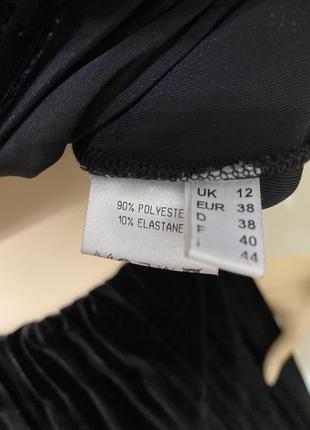 90% POLYESTE
10% ELASTANE
UK 12
EUR 38
D 38
F 40
I 44